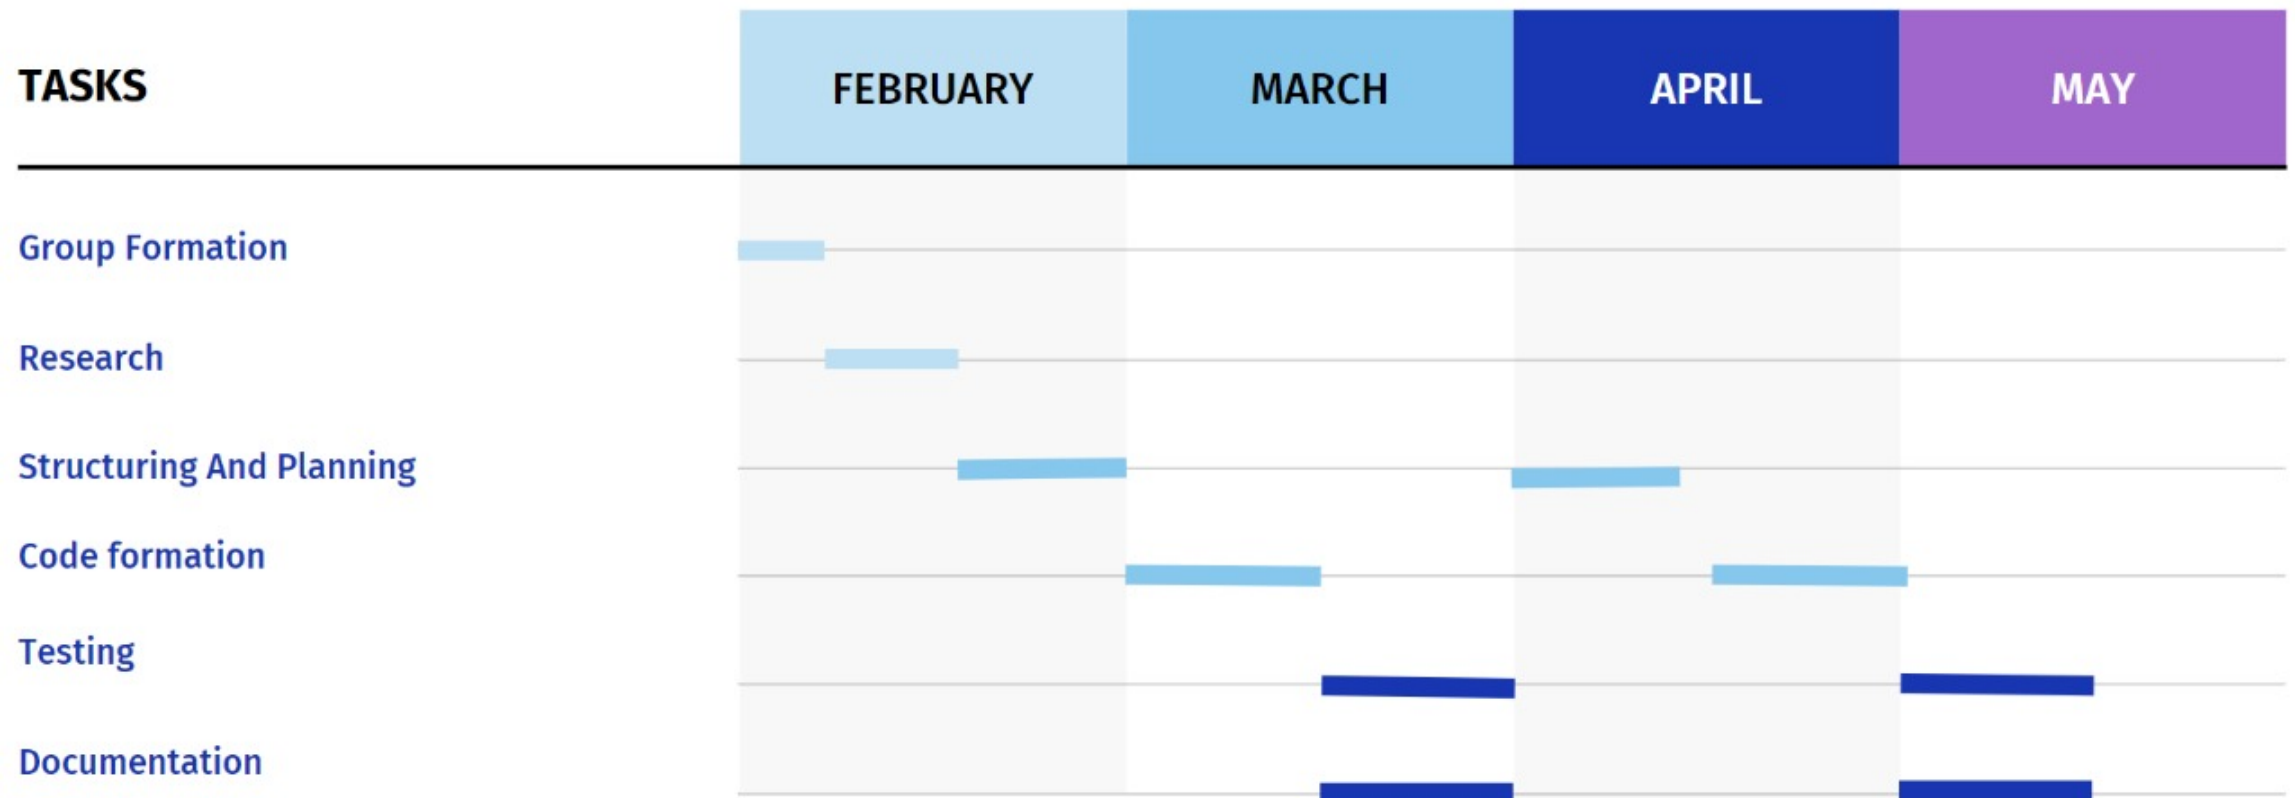 TASKS
FEBRUARY
MARCH
APRIL
MAY
Group Formation
Research
Structuring And Planning
Code formation
Testing
Documentation